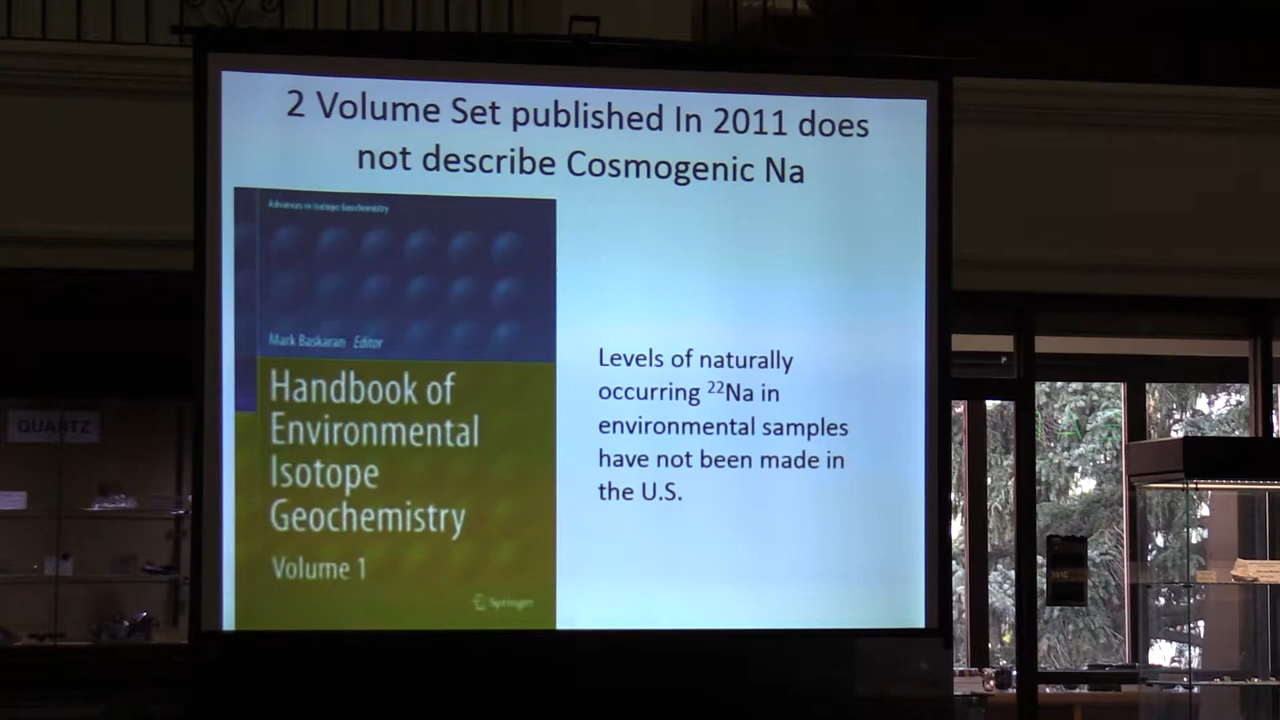 2 Volume Set published In 2011 does
not describe Cosmogenic Na
Advances in Isotope Geochemistry
Mark Baskaran Editor
Handbook of
Environmental
Isotope
Geochemistry
Volume 1
Springer
Levels of naturally
occurring ²²Na in
environmental samples
have not been made in
the U.S.
QUARTZ